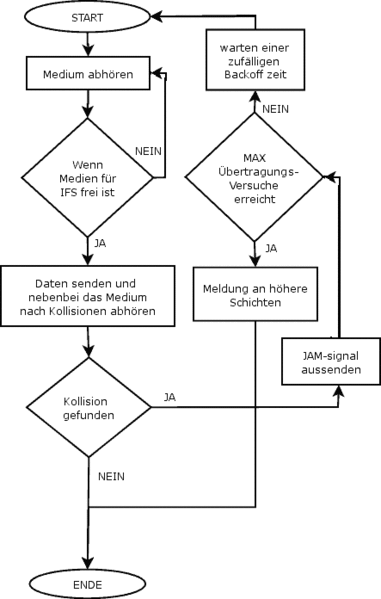 START
Medium abhören
NEIN
Wenn
Medien für
IFS frei ist
JA
Daten senden und
nebenbei das Medium
nach Kollisionen abhören
Kollision
gefunden
JA
NEIN
ENDE
JAM-signal
aussenden
MAX
Übertragungs-
Versuche
erreicht
NEIN
warten einer
zufälligen
Backoff zeit
JA
Meldung an höhere
Schichten